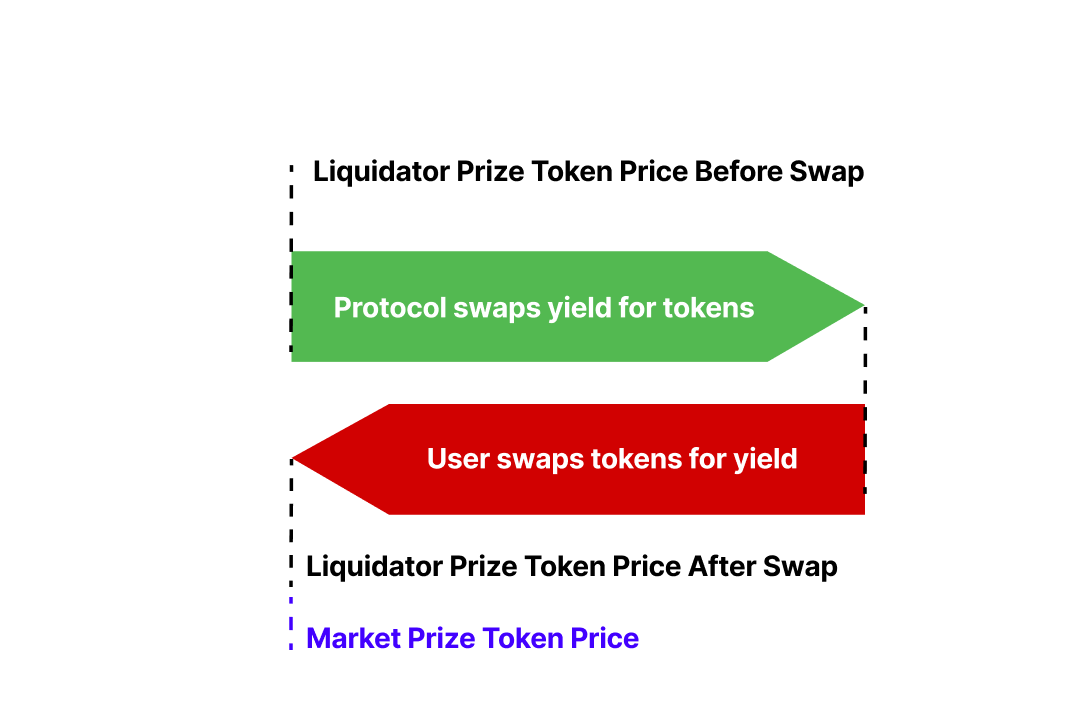 Liquidator Prize Token Price Before Swap
Protocol swaps yield for tokens
User swaps tokens for yield
Liquidator Prize Token Price After Swap
Market Prize Token Price